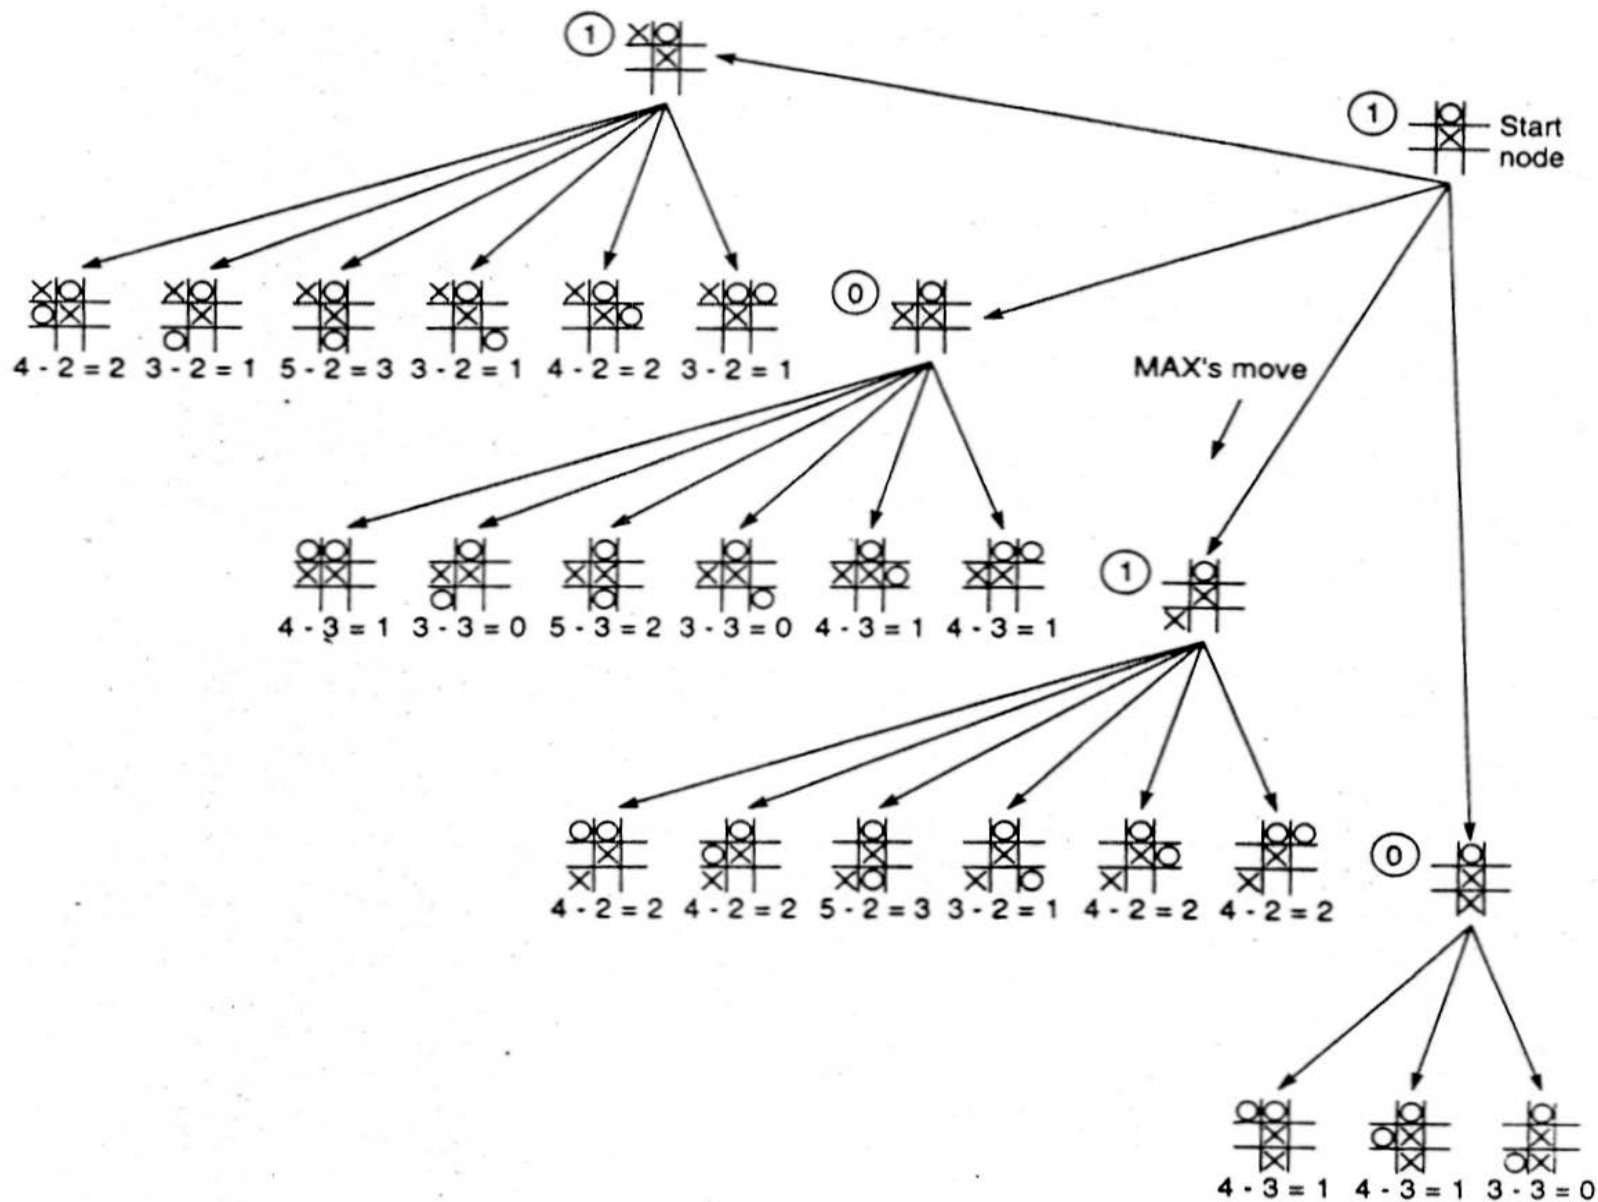 1
1
Start
node
4 - 2 = 2 3 - 2 = 1 5 - 2 = 3 3 - 2 = 1 4 - 2 = 2 3 - 2 = 1
0
MAX's move
4 - 3 = 1 3 - 3 = 0 5 - 3 = 2 3 - 3 = 0 4 - 3 = 1 4 - 3 = 1
1
4 - 2 = 2 4 - 2 = 2 5 - 2 = 3 3 - 2 = 1 4 - 2 = 2 4 - 2 = 2
0
4 - 3 = 1 4 - 3 = 1 3 - 3 = 0